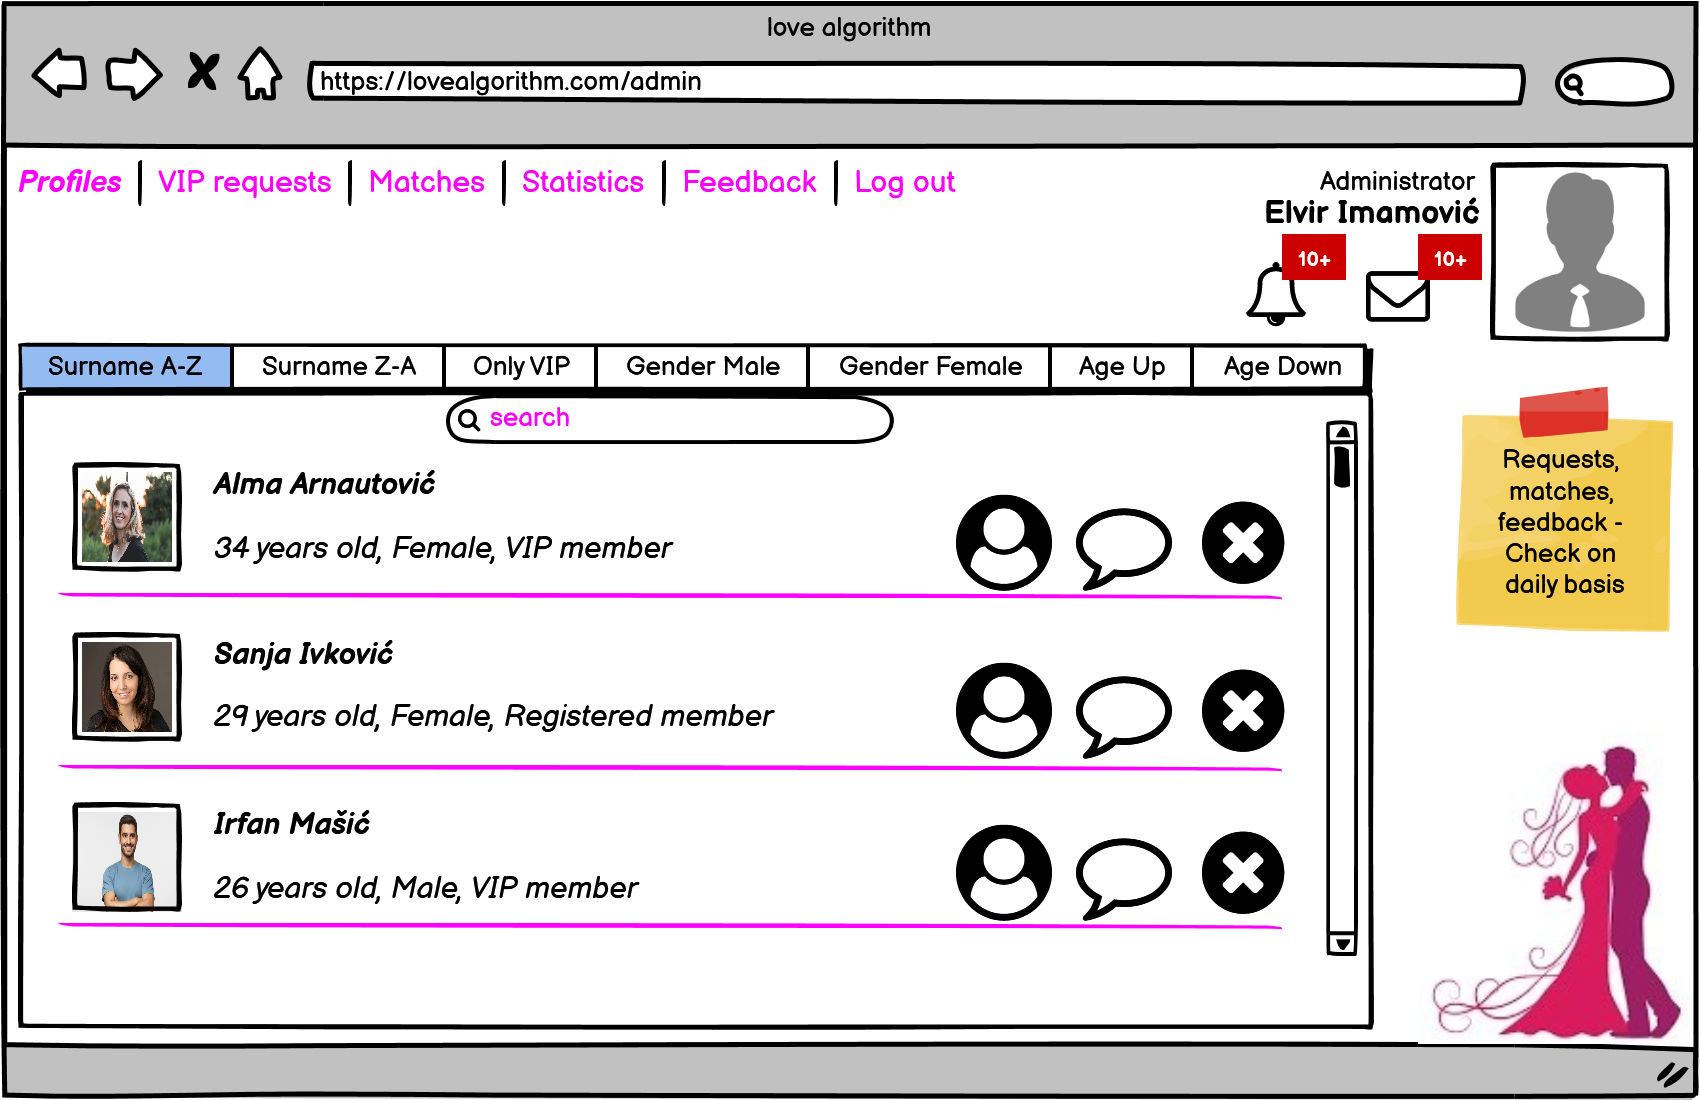 love algorithm
https://lovealgorithm.com/admin
Profiles VIP requests Matches Statistics Feedback Log out
Administrator
Elvir Imamović
10+ 10+
Surname A-Z Surname Z-A Only VIP Gender Male Gender Female Age Up Age Down
search
Alma Arnautović
34 years old, Female, VIP member
Sanja Ivković
29 years old, Female, Registered member
Irfan Mašić
26 years old, Male, VIP member
Requests,
matches,
feedback -
Check on
daily basis